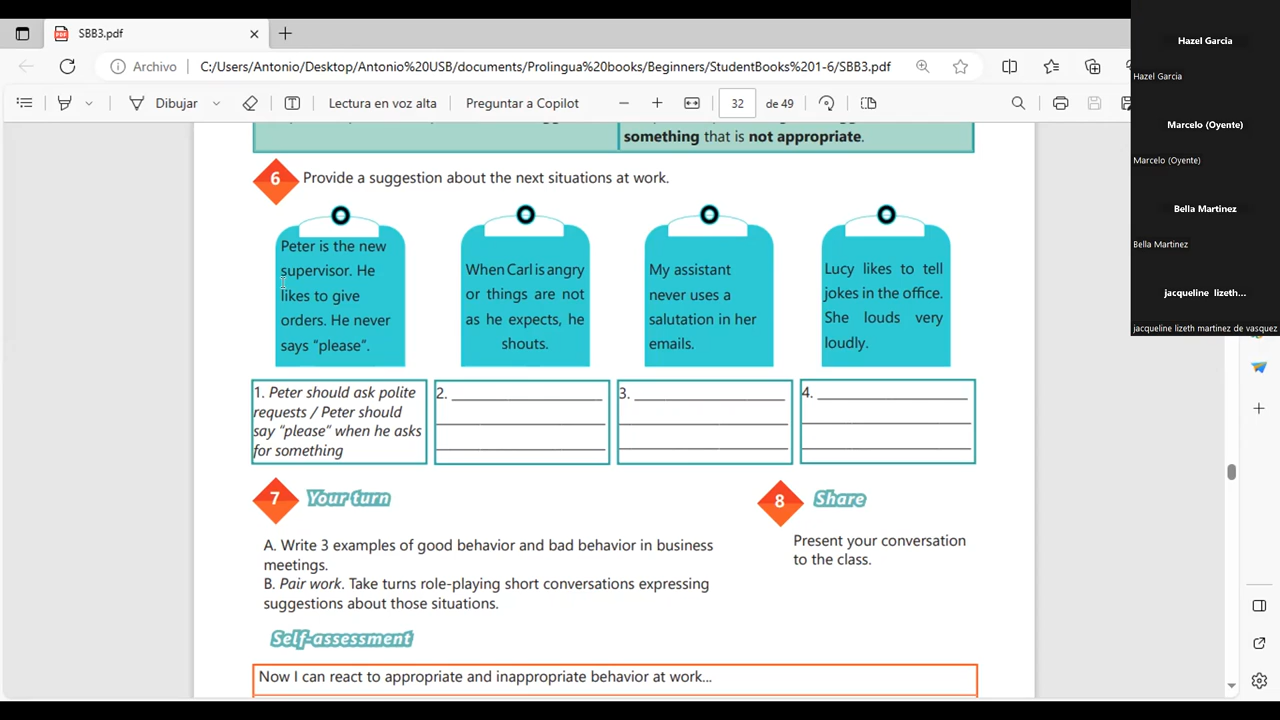 SBB3.pdf
Archivo
C:/Users/Antonio/Desktop/Antonio%20USB/documents/Prolingua%20books/Beginners/StudentBooks%201-6/SBB3.pdf
Dibujar
Lectura en voz alta
Preguntar a Copilot
32
de 49
Hazel Garcia
Hazel Garcia
Marcelo (Oyente)
Marcelo (Oyente)
Bella Martinez
Bella Martinez
jacqueline lizeth...
jacqueline lizeth martinez de vasquez
something that is not appropriate.
6 Provide a suggestion about the next situations at work.
Peter is the new
supervisor. He
likes to give
orders. He never
says “please”.
When Carl is angry
or things are not
as he expects, he
shouts.
My assistant
never uses a
salutation in her
emails.
Lucy likes to tell
jokes in the office.
She louds very
loudly.
1. Peter should ask polite
requests / Peter should
say “please” when he asks
for something
2. ____________________
3. ____________________
4. ____________________
7 Your turn
A. Write 3 examples of good behavior and bad behavior in business
meetings.
B. Pair work. Take turns role-playing short conversations expressing
suggestions about those situations.
8 Share
Present your conversation
to the class.
Self-assessment
Now I can react to appropriate and inappropriate behavior at work...